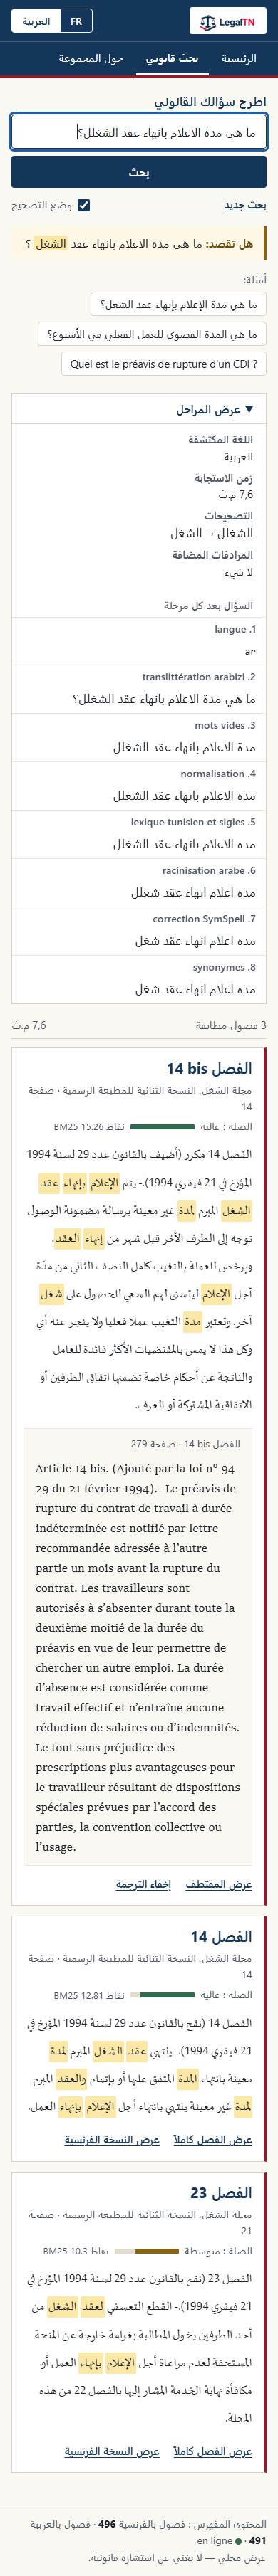 العربية FR
LegalTN
الرئيسية بحث قانوني حول المجموعة
اطرح سؤالك القانوني
ما هي مدة الاعلام بانهاء عقد الشغلل؟
بحث
بحث جديد وضع التصحيح
هل تقصد: ما هي مدة الاعلام بانهاء عقد الشغل ؟
أمثلة:
ما هي مدة الإعلام بإنهاء عقد الشغل؟
ما هي المدة القصوى للعمل الفعلي في الأسبوع؟
Quel est le préavis de rupture d'un CDI ?
▼ عرض المراحل
اللغة المكتشفة
العربية
زمن الاستجابة
7,6 م.ث
التصحيحات
الشغلل → الشغل
المرادفات المضافة
لا شيء
السؤال بعد كل مرحلة
1. langue
ar
2. translittération arabizi
ما هي مدة الاعلام بانهاء عقد الشغلل؟
3. mots vides
مدة الاعلام بانهاء عقد الشغلل
4. normalisation
مده الاعلام بانهاء عقد الشغلل
5. lexique tunisien et sigles
مده الاعلام بانهاء عقد الشغلل
6. racinisation arabe
مده اعلام انهاء عقد شغلل
7. correction SymSpell
مده اعلام انهاء عقد شغل
8. synonymes
مده اعلام انهاء عقد شغل
3 فصول مطابقة 7,6 م.ث
الفصل 14 bis
مجلة الشغل، النسخة الثنائية للمطبعة الرسمية · صفحة
14
الصلة : عالية نقاط BM25 15.26
الفصل 14 مكرر (أضيف بالقانون عدد 29 لسنة 1994
المؤرخ في 21 فيفري 1994).- يتم الإعلام بإنهاء عقد
الشغل المبرم لمدة غير معينة برسالة مضمونة الوصول
توجه إلى الطرف الآخر قبل شهر من إنهاء العقد.
ويرخص للعملة بالتغيب كامل النصف الثاني من مدّة
أجل الإعلام ليتسنى لهم السعي للحصول على شغل
آخر. وتعتبر مدة التغيب عملا فعليا ولا ينجر عنه أي
وكل هذا لا يمس بالمقتضيات الأكثر فائدة للعامل
والناتجة عن أحكام خاصة تضمنها اتفاق الطرفين أو
الاتفاقية المشتركة أو العرف.
الفصل 14 bis · صفحة 279
Article 14 bis. (Ajouté par la loi n° 94-
29 du 21 février 1994).- Le préavis de
rupture du contrat de travail à durée
indéterminée est notifié par lettre
recommandée adressée à l'autre
partie un mois avant la rupture du
contrat. Les travailleurs sont
autorisés à s'absenter durant toute la
deuxième moitié de la durée du
préavis en vue de leur permettre de
chercher un autre emploi. La durée
d'absence est considérée comme
travail effectif et n'entraîne aucune
réduction de salaires ou d'indemnités.
Le tout sans préjudice des
prescriptions plus avantageuses pour
le travailleur résultant de dispositions
spéciales prévues par l'accord des
parties, la convention collective ou
l'usage.
عرض المقتطف إخفاء الترجمة
الفصل 14
مجلة الشغل، النسخة الثنائية للمطبعة الرسمية · صفحة
14
الصلة : عالية نقاط BM25 12.81
الفصل 14 (نقح بالقانون عدد 29 لسنة 1994 المؤرخ في
21 فيفري 1994).- ينتهي عقد الشغل المبرم لمدة
معينة بانتهاء المدة المتفق عليها أو بإتمام والعقد المبرم
لمدة غير معينة ينتهي بانتهاء أجل الإعلام بإنهاء العمل.
عرض الفصل كاملاً عرض النسخة الفرنسية
الفصل 23
مجلة الشغل، النسخة الثنائية للمطبعة الرسمية · صفحة
21
الصلة : متوسطة نقاط BM25 10.3
الفصل 23 (نقح بالقانون عدد 29 لسنة 1994 المؤرخ في
21 فيفري 1994).- القطع التعسفي لعقد الشغل من
أحد الطرفين يخول المطالبة بغرامة خارجة عن المنحة
المستحقة لعدم مراعاة أجل الإعلام بإنهاء العمل أو
مكافأة نهاية الخدمة المشار إليها بالفصل 22 من هذه
المجلة.
عرض الفصل كاملاً عرض النسخة الفرنسية
المحتوى المفهرس : فصول بالفرنسية 496 · فصول بالعربية
491 · en ligne
عرض محلي — لا يغني عن استشارة قانونية.